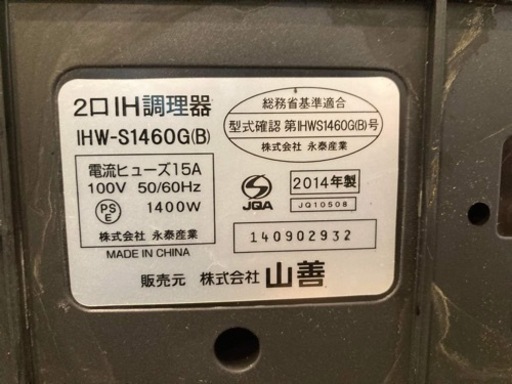 2口IH調理器
IHW-S1460G(B)
電流ヒューズ15A
100V 50/60Hz
PS
E
1400W
株式会社 永泰産業
MADE IN CHINA
総務省基準適合
型式確認 第IHWS1460G(B)号
株式会社 永泰産業
JQA
2014年製
JQ10508
140902932
販売元 株式会社 山善